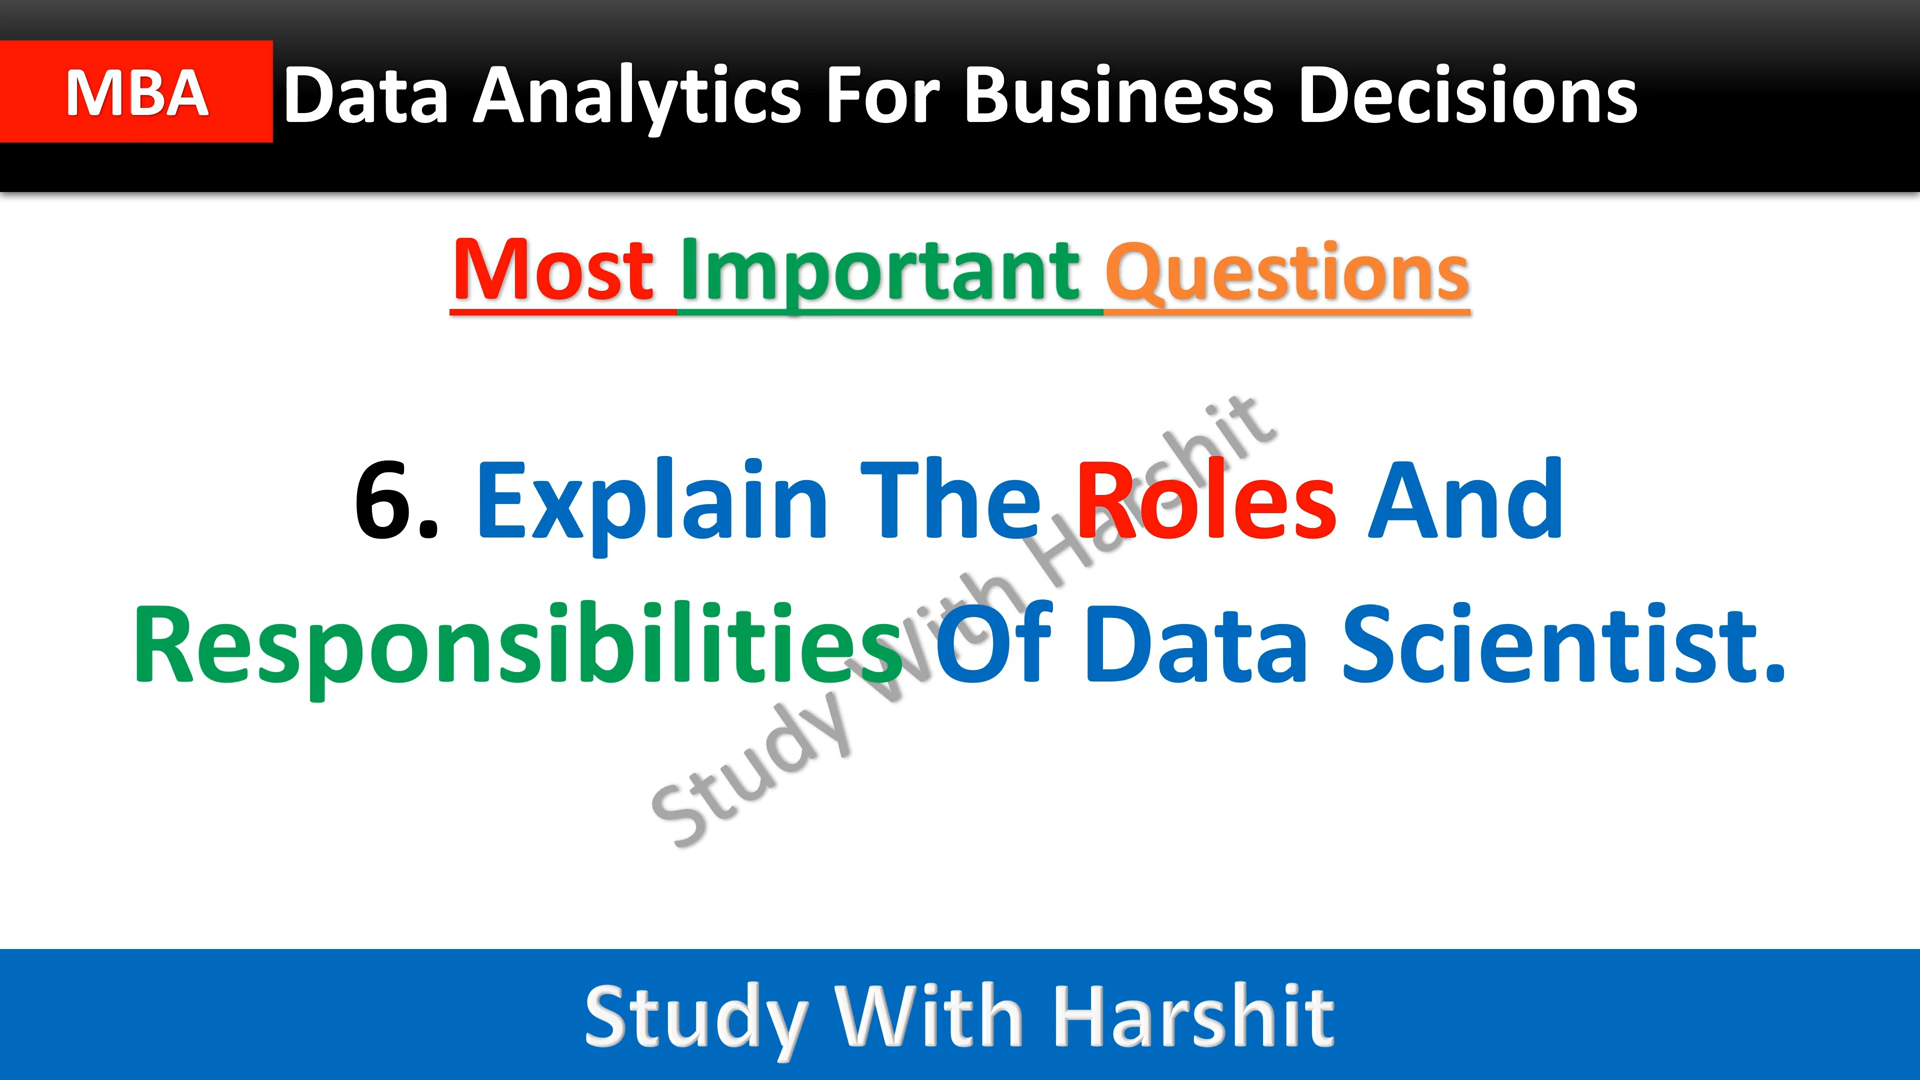 MBA Data Analytics For Business Decisions
Most Important Questions
6. Explain The Roles And
Responsibilities Of Data Scientist.
Study With Harshit
Study With Harshit